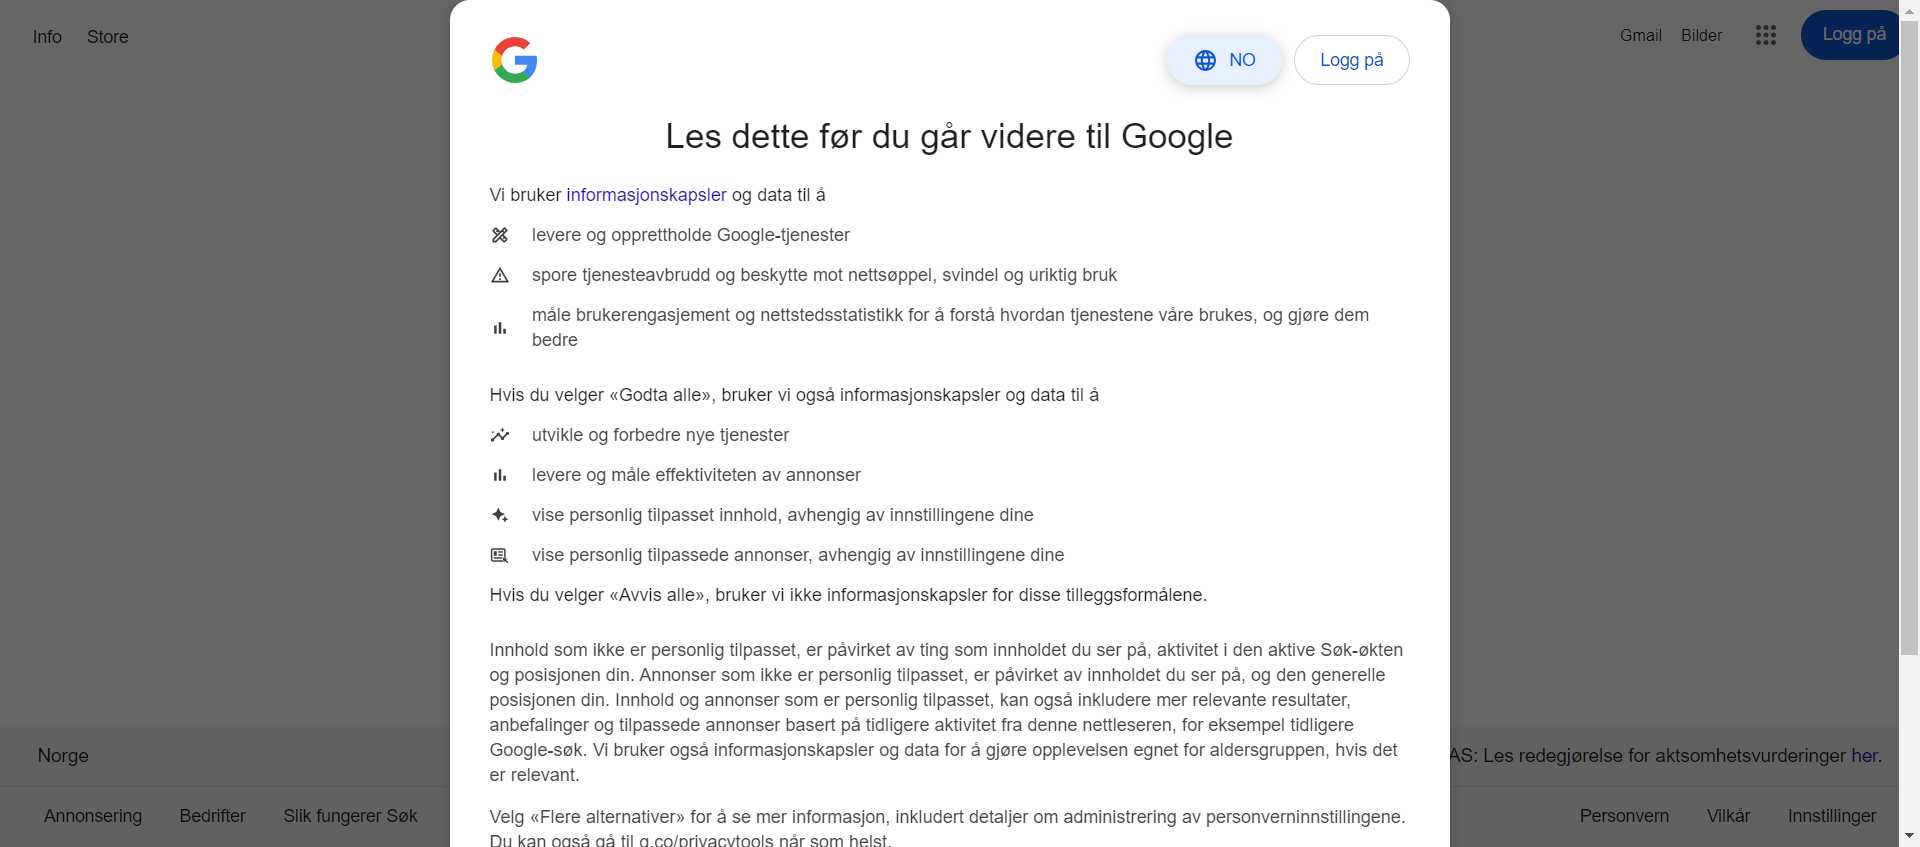 Info Store
Gmail Bilder Logg på
NO Logg på
Les dette før du går videre til Google
Vi bruker informasjonskapsler og data til å
levere og opprettholde Google-tjenester
spore tjenesteavbrudd og beskytte mot nettsøppel, svindel og uriktig bruk
måle brukerengasjement og nettstedsstatistikk for å forstå hvordan tjenestene våre brukes, og gjøre dem
bedre
Hvis du velger «Godta alle», bruker vi også informasjonskapsler og data til å
utvikle og forbedre nye tjenester
levere og måle effektiviteten av annonser
vise personlig tilpasset innhold, avhengig av innstillingene dine
vise personlig tilpassede annonser, avhengig av innstillingene dine
Hvis du velger «Avvis alle», bruker vi ikke informasjonskapsler for disse tilleggsformålene.
Innhold som ikke er personlig tilpasset, er påvirket av ting som innholdet du ser på, aktivitet i den aktive Søk-økten
og posisjonen din. Annonser som ikke er personlig tilpasset, er påvirket av innholdet du ser på, og den generelle
posisjonen din. Innhold og annonser som er personlig tilpasset, kan også inkludere mer relevante resultater,
anbefalinger og tilpassede annonser basert på tidligere aktivitet fra denne nettleseren, for eksempel tidligere
Google-søk. Vi bruker også informasjonskapsler og data for å gjøre opplevelsen egnet for aldersgruppen, hvis det
er relevant.
Velg «Flere alternativer» for å se mer informasjon, inkludert detaljer om administrering av personverninnstillingene.
Du kan også gå til g.co/privacytools når som helst.
Norge
AS: Les redegjørelse for aktsomhetsvurderinger her.
Annonsering Bedrifter Slik fungerer Søk
Personvern Vilkår Innstillinger